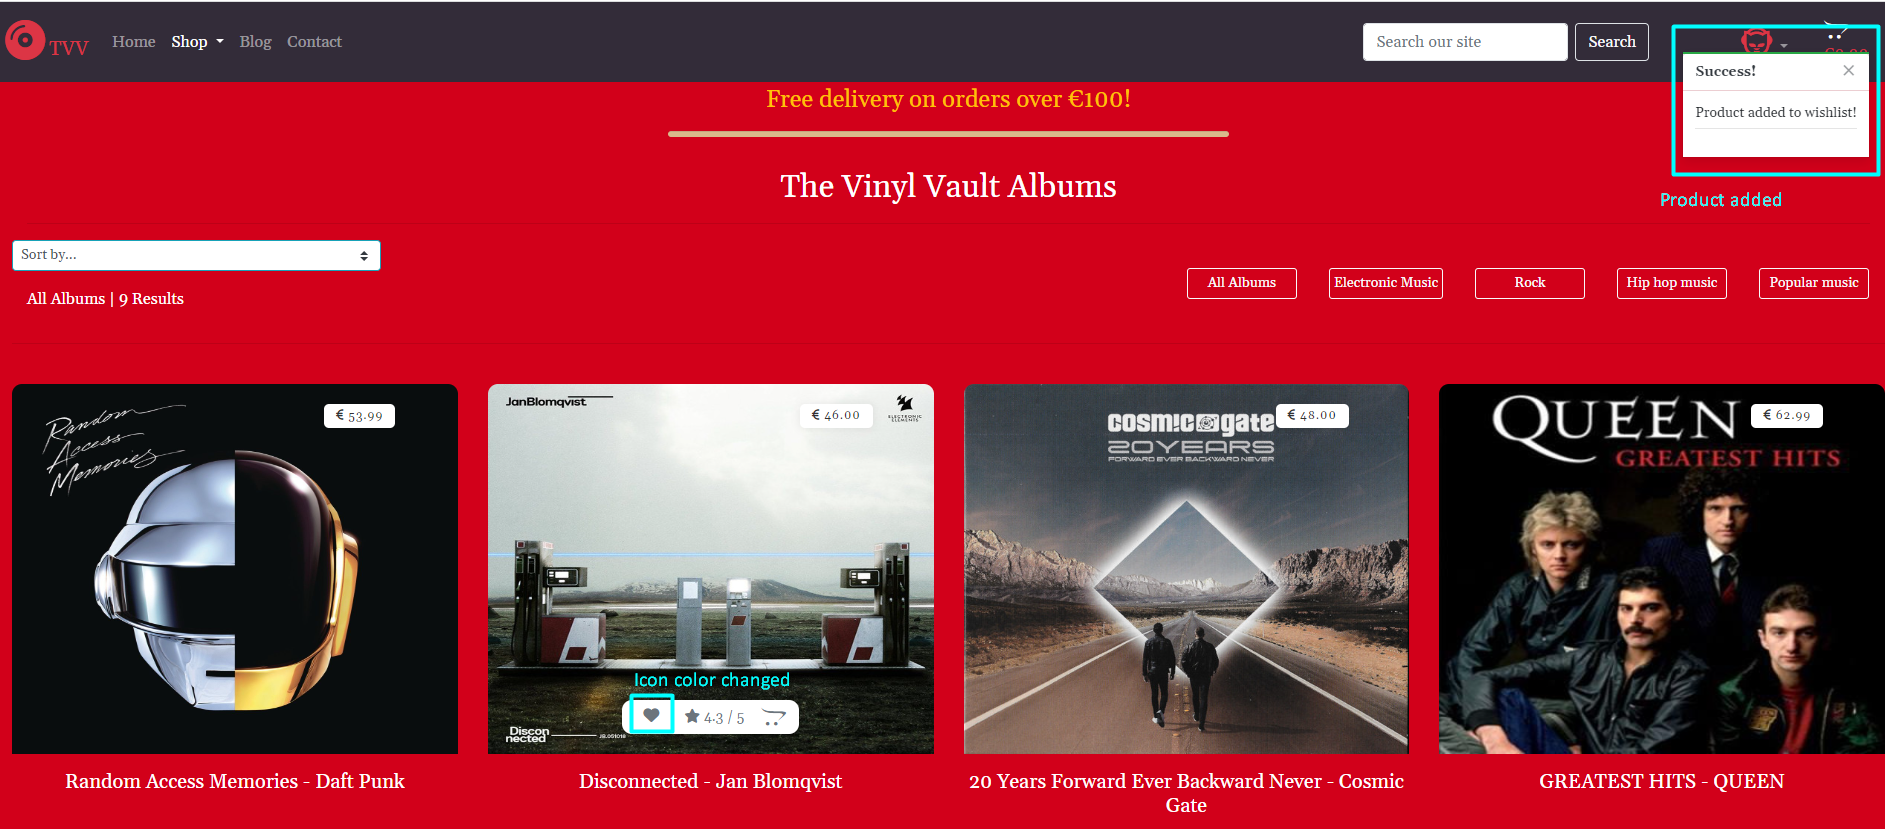 TVV
Home
Shop
Blog
Contact
Search our site
Search
Success!
Product added to wishlist!
Product added
Free delivery on orders over €100!
The Vinyl Vault Albums
Sort by...
All Albums | 9 Results
All Albums
Electronic Music
Rock
Hip hop music
Popular music
Random
Access
Memories
€ 53.99
JanBlomqvist
€ 46.00
ELECTRONIC
ELEMENTS
cosmic gate
20YEARS
FORWARD EVER BACKWARD NEVER
€ 48.00
QUEEN
GREATEST HITS
€ 62.99
Icon color changed
4.3 / 5
Discon
nected
Random Access Memories - Daft Punk
Disconnected - Jan Blomqvist
20 Years Forward Ever Backward Never - Cosmic
Gate
GREATEST HITS - QUEEN